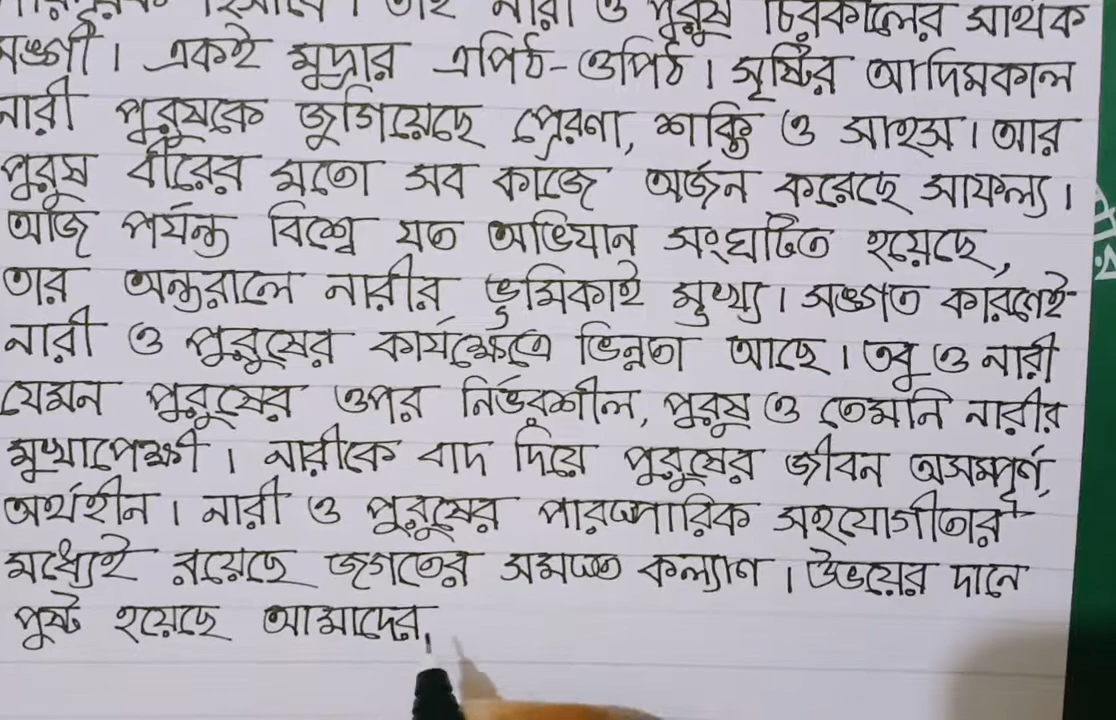 হিসাবে। তাই নারী ও পুরুষ চিরকালের সার্থক
সঙ্গী। একই মুদ্রার এপিঠ-ওপিঠ। সৃষ্টির আদিমকাল
নারী পুরুষকে জুগিয়েছে প্রেরণা, শক্তি ও সাহস। আর
পুরুষ বীরের মতো সব কাজে অর্জন করেছে সাফল্য।
আজ পর্যন্ত বিশ্বে যত অভিযান সংঘটিত হয়েছে,
তার অন্তরালে নারীর ভূমিকাই মুখ্য। সঙ্গত কারণেই
নারী ও পুরুষের কার্যক্ষেত্রে ভিন্নতা আছে। তবু ও নারী
যেমন পুরুষের ওপর নির্ভরশীল, পুরুষ ও তেমনি নারীর
মুখাপেক্ষী। নারীকে বাদ দিয়ে পুরুষের জীবন অসম্পূর্ণ,
অর্থহীন। নারী ও পুরুষের পারস্পারিক সহযোগীতার
মধ্যেই রয়েছে জগতের সমস্ত কল্যাণ। উভয়ের দানে
পুষ্ট হয়েছে আমাদের